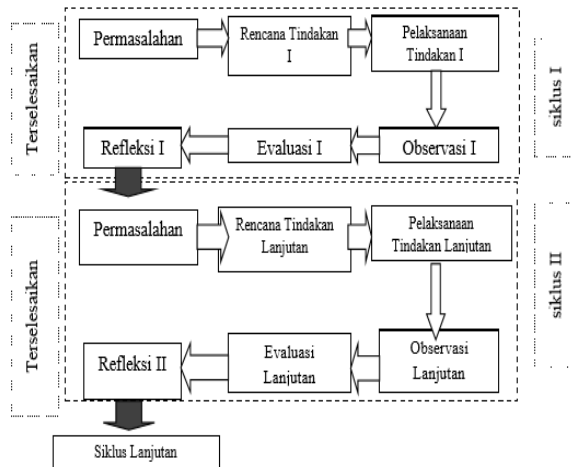 Terselesaikan
Permasalahan
Rencana Tindakan
I
Pelaksanaan
Tindakan I
siklus I
Refleksi I
Evaluasi I
Observasi I
Terselesaikan
Permasalahan
Rencana Tindakan
Lanjutan
Pelaksanaan
Tindakan Lanjutan
siklus II
Refleksi II
Evaluasi
Lanjutan
Observasi
Lanjutan
Siklus Lanjutan